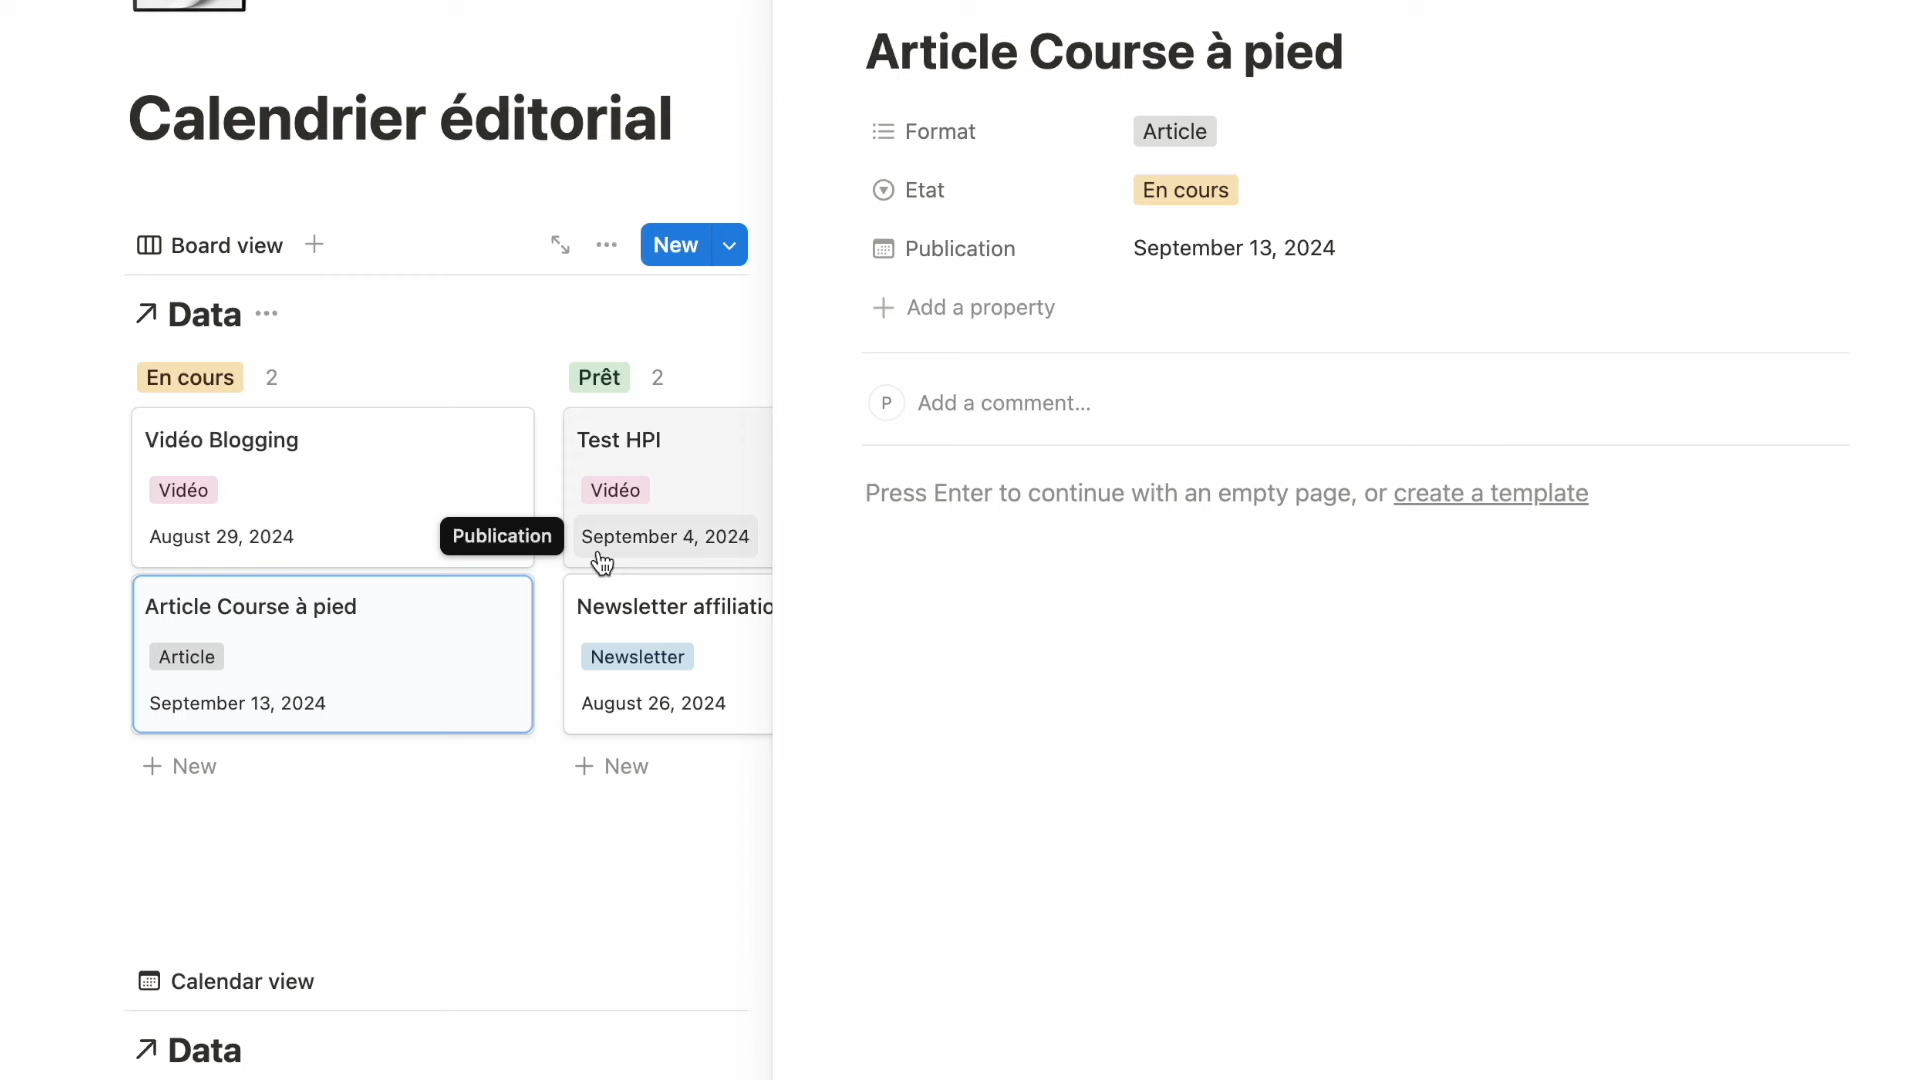 Calendrier éditorial
Board view
New
Data
En cours 2
Vidéo Blogging
Vidéo
August 29, 2024
Article Course à pied
Article
September 13, 2024
New
Prêt 2
Test HPI
Vidéo
Publication
September 4, 2024
Newsletter affiliatio
Newsletter
August 26, 2024
New
Calendar view
Data
Article Course à pied
Format Article
Etat En cours
Publication September 13, 2024
Add a property
P Add a comment...
Press Enter to continue with an empty page, or create a template